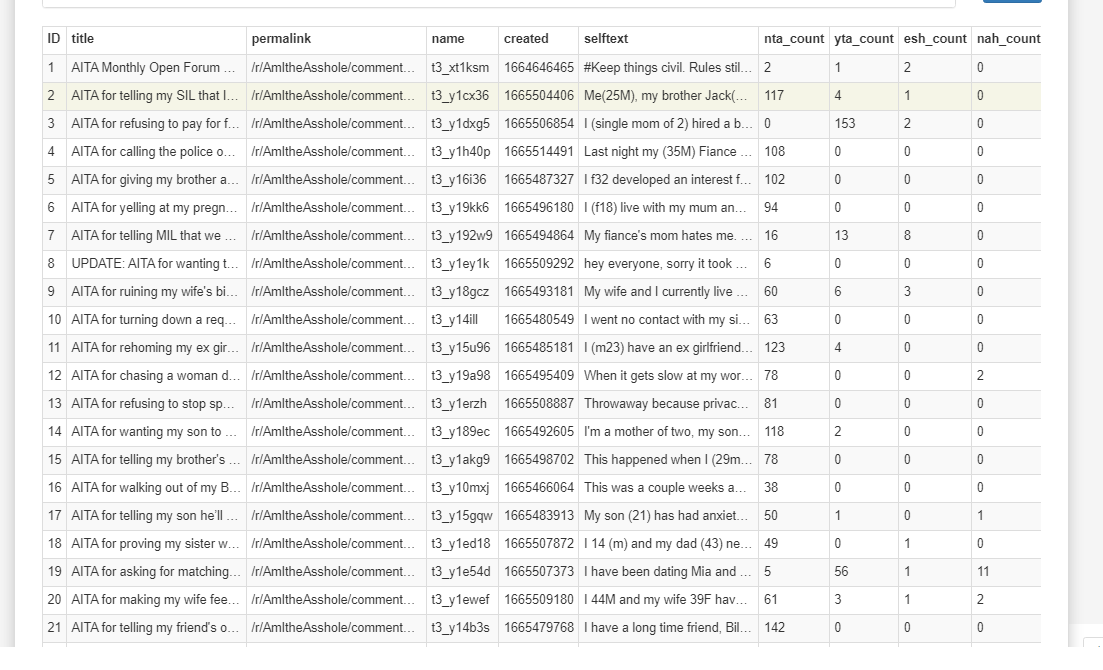 ID title permalink name created selftext nta_count yta_count esh_count nah_count
1 AITA Monthly Open Forum ... /r/AmItheAsshole/comment... t3_xt1ksm 1664646465 #Keep things civil. Rules stil... 2 1 2 0
2 AITA for telling my SIL that I... /r/AmItheAsshole/comment... t3_y1cx36 1665504406 Me(25M), my brother Jack(... 117 4 1 0
3 AITA for refusing to pay for f... /r/AmItheAsshole/comment... t3_y1dxg5 1665506854 I (single mom of 2) hired a b... 0 153 2 0
4 AITA for calling the police o... /r/AmItheAsshole/comment... t3_y1h40p 1665514491 Last night my (35M) Fiance ... 108 0 0 0
5 AITA for giving my brother a... /r/AmItheAsshole/comment... t3_y16i36 1665487327 I f32 developed an interest f... 102 0 0 0
6 AITA for yelling at my pregn... /r/AmItheAsshole/comment... t3_y19kk6 1665496180 I (f18) live with my mum an... 94 0 0 0
7 AITA for telling MIL that we ... /r/AmItheAsshole/comment... t3_y192w9 1665494864 My fiance's mom hates me. ... 16 13 8 0
8 UPDATE: AITA for wanting t... /r/AmItheAsshole/comment... t3_y1ey1k 1665509292 hey everyone, sorry it took ... 6 0 0 0
9 AITA for ruining my wife's bi... /r/AmItheAsshole/comment... t3_y18gcz 1665493181 My wife and I currently live ... 60 6 3 0
10 AITA for turning down a req... /r/AmItheAsshole/comment... t3_y14ill 1665480549 I went no contact with my si... 63 0 0 0
11 AITA for rehoming my ex gir... /r/AmItheAsshole/comment... t3_y15u96 1665485181 I (m23) have an ex girlfriend... 123 4 0 0
12 AITA for chasing a woman d... /r/AmItheAsshole/comment... t3_y19a98 1665495409 When it gets slow at my wor... 78 0 0 2
13 AITA for refusing to stop sp... /r/AmItheAsshole/comment... t3_y1erzh 1665508887 Throwaway because privac... 81 0 0 0
14 AITA for wanting my son to ... /r/AmItheAsshole/comment... t3_y189ec 1665492605 I'm a mother of two, my son... 118 2 0 0
15 AITA for telling my brother's ... /r/AmItheAsshole/comment... t3_y1akg9 1665498702 This happened when I (29m... 78 0 0 0
16 AITA for walking out of my B... /r/AmItheAsshole/comment... t3_y10mxj 1665466064 This was a couple weeks a... 38 0 0 0
17 AITA for telling my son he'll ... /r/AmItheAsshole/comment... t3_y15gqw 1665483913 My son (21) has had anxiet... 50 1 0 1
18 AITA for proving my sister w... /r/AmItheAsshole/comment... t3_y1ed18 1665507872 I 14 (m) and my dad (43) ne... 49 0 1 0
19 AITA for asking for matching... /r/AmItheAsshole/comment... t3_y1e54d 1665507373 I have been dating Mia and ... 5 56 1 11
20 AITA for making my wife fee... /r/AmItheAsshole/comment... t3_y1ewef 1665509180 I 44M and my wife 39F hav... 61 3 1 2
21 AITA for telling my friend's o... /r/AmItheAsshole/comment... t3_y14b3s 1665479768 I have a long time friend, Bil... 142 0 0 0